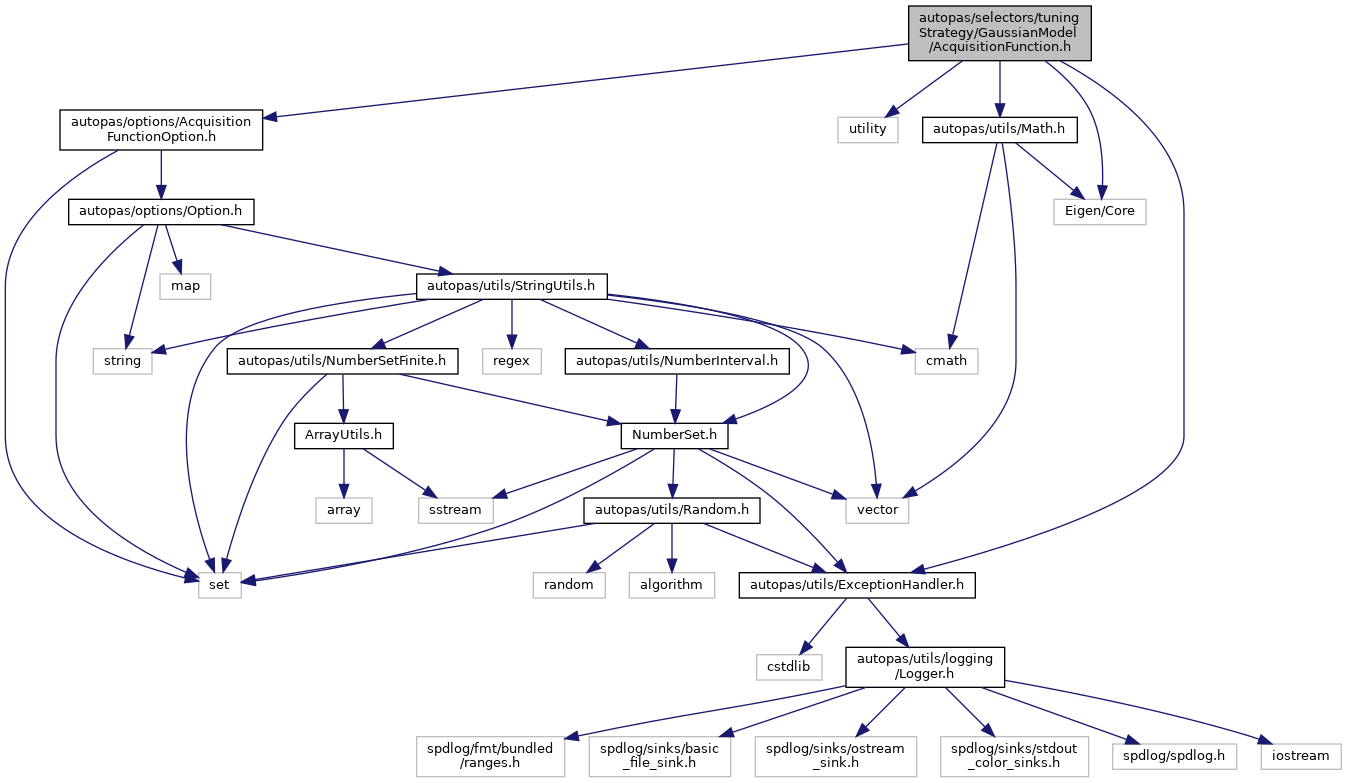 autopas/selectors/tuning
Strategy/GaussianModel
/AcquisitionFunction.h
autopas/options/Acquisition
FunctionOption.h
utility
autopas/utils/Math.h
autopas/options/Option.h
Eigen/Core
map
autopas/utils/StringUtils.h
string
autopas/utils/NumberSetFinite.h
regex
autopas/utils/NumberInterval.h
cmath
ArrayUtils.h
NumberSet.h
array
sstream
autopas/utils/Random.h
vector
set
random
algorithm
autopas/utils/ExceptionHandler.h
cstdlib
autopas/utils/logging
/Logger.h
spdlog/fmt/bundled
/ranges.h
spdlog/sinks/basic
_file_sink.h
spdlog/sinks/ostream
_sink.h
spdlog/sinks/stdout
_color_sinks.h
spdlog/spdlog.h
iostream